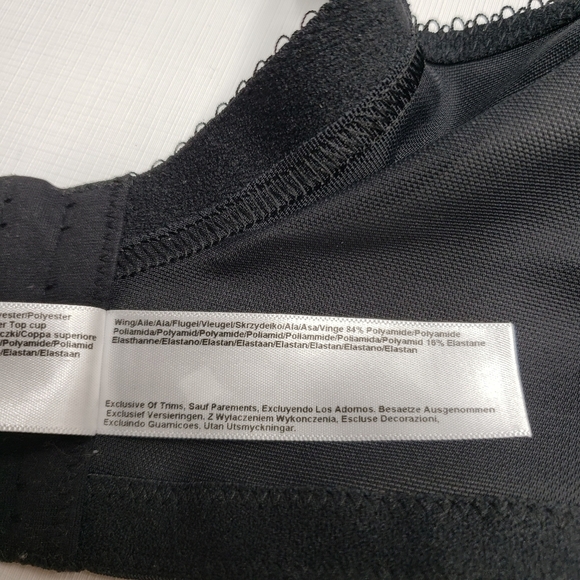 yester/Polyester
er Top cup
czki/Coppa superiore
/Polyamide/Poliamid
/Elastan/Elastaan
Wing/Aile/Ala/Flugel/Vleugel/Skrzydelko/Ala/Asa/Vinge 84% Polyamide/Polyamide
Poliamida/Polyamid/Polyamide/Poliamid/Poliammide/Poliamida/Polyamid 16% Elastane
Elasthanne/Elastano/Elastan/Elastaan/Elastan/Elastan/Elastano/Elastan
Exclusive Of Trims, Sauf Parements, Excluyendo Los Adornos, Besaetze Ausgenommen
Exclusief Versieringen, Z Wylaczeniem Wykonczenia, Escluse Decorazioni,
Excluindo Guarnicoes, Utan Utsmyckningar.